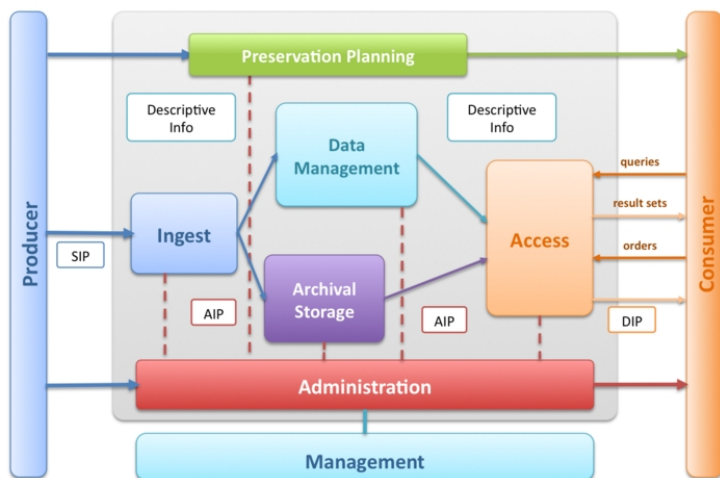 Producer
Preservation Planning
Descriptive
Info
Data
Management
Descriptive
Info
queries
result sets
orders
Ingest
Access
SIP
Archival
Storage
AIP
AIP
DIP
Administration
Management
Consumer